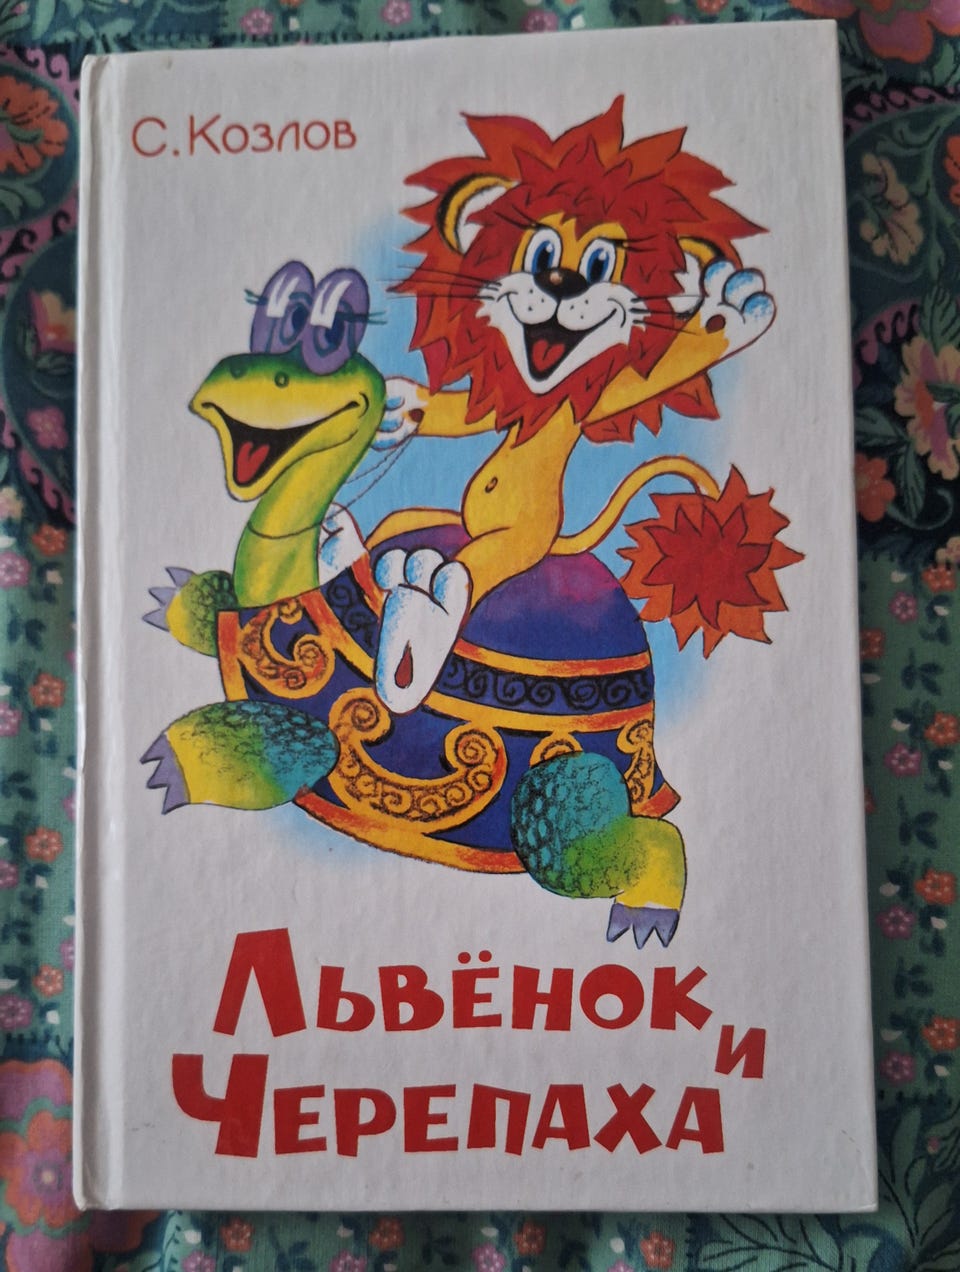 С. Козлов
Львёнок и
Черепаха